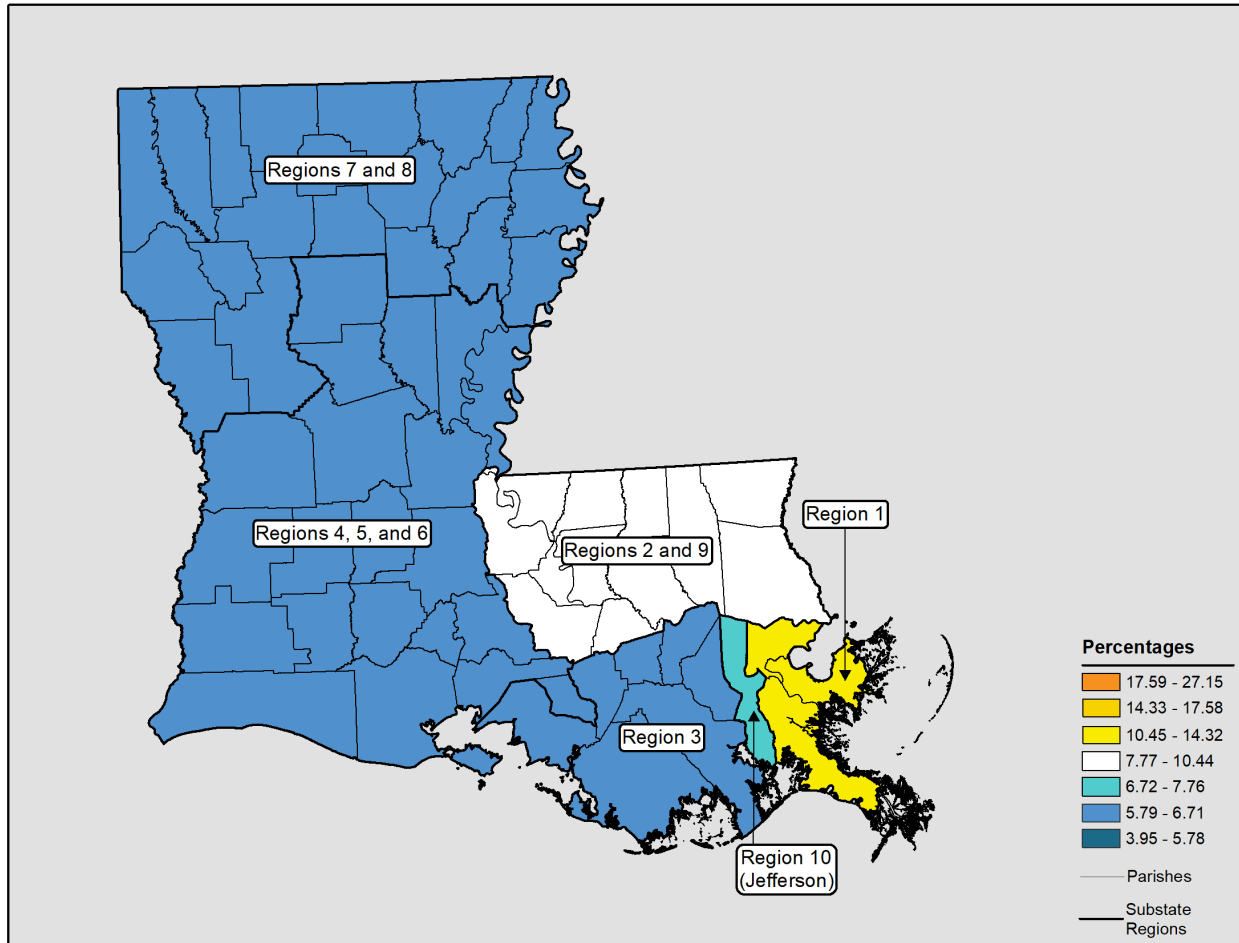 Regions 7 and 8
Region 1
Regions 4, 5, and 6
Regions 2 and 9
Region 3
Region 10
(Jefferson)
Percentages
17.59 - 27.15
14.33 - 17.58
10.45 - 14.32
7.77 - 10.44
6.72 - 7.76
5.79 - 6.71
3.95 - 5.78
Parishes
Substate
Regions